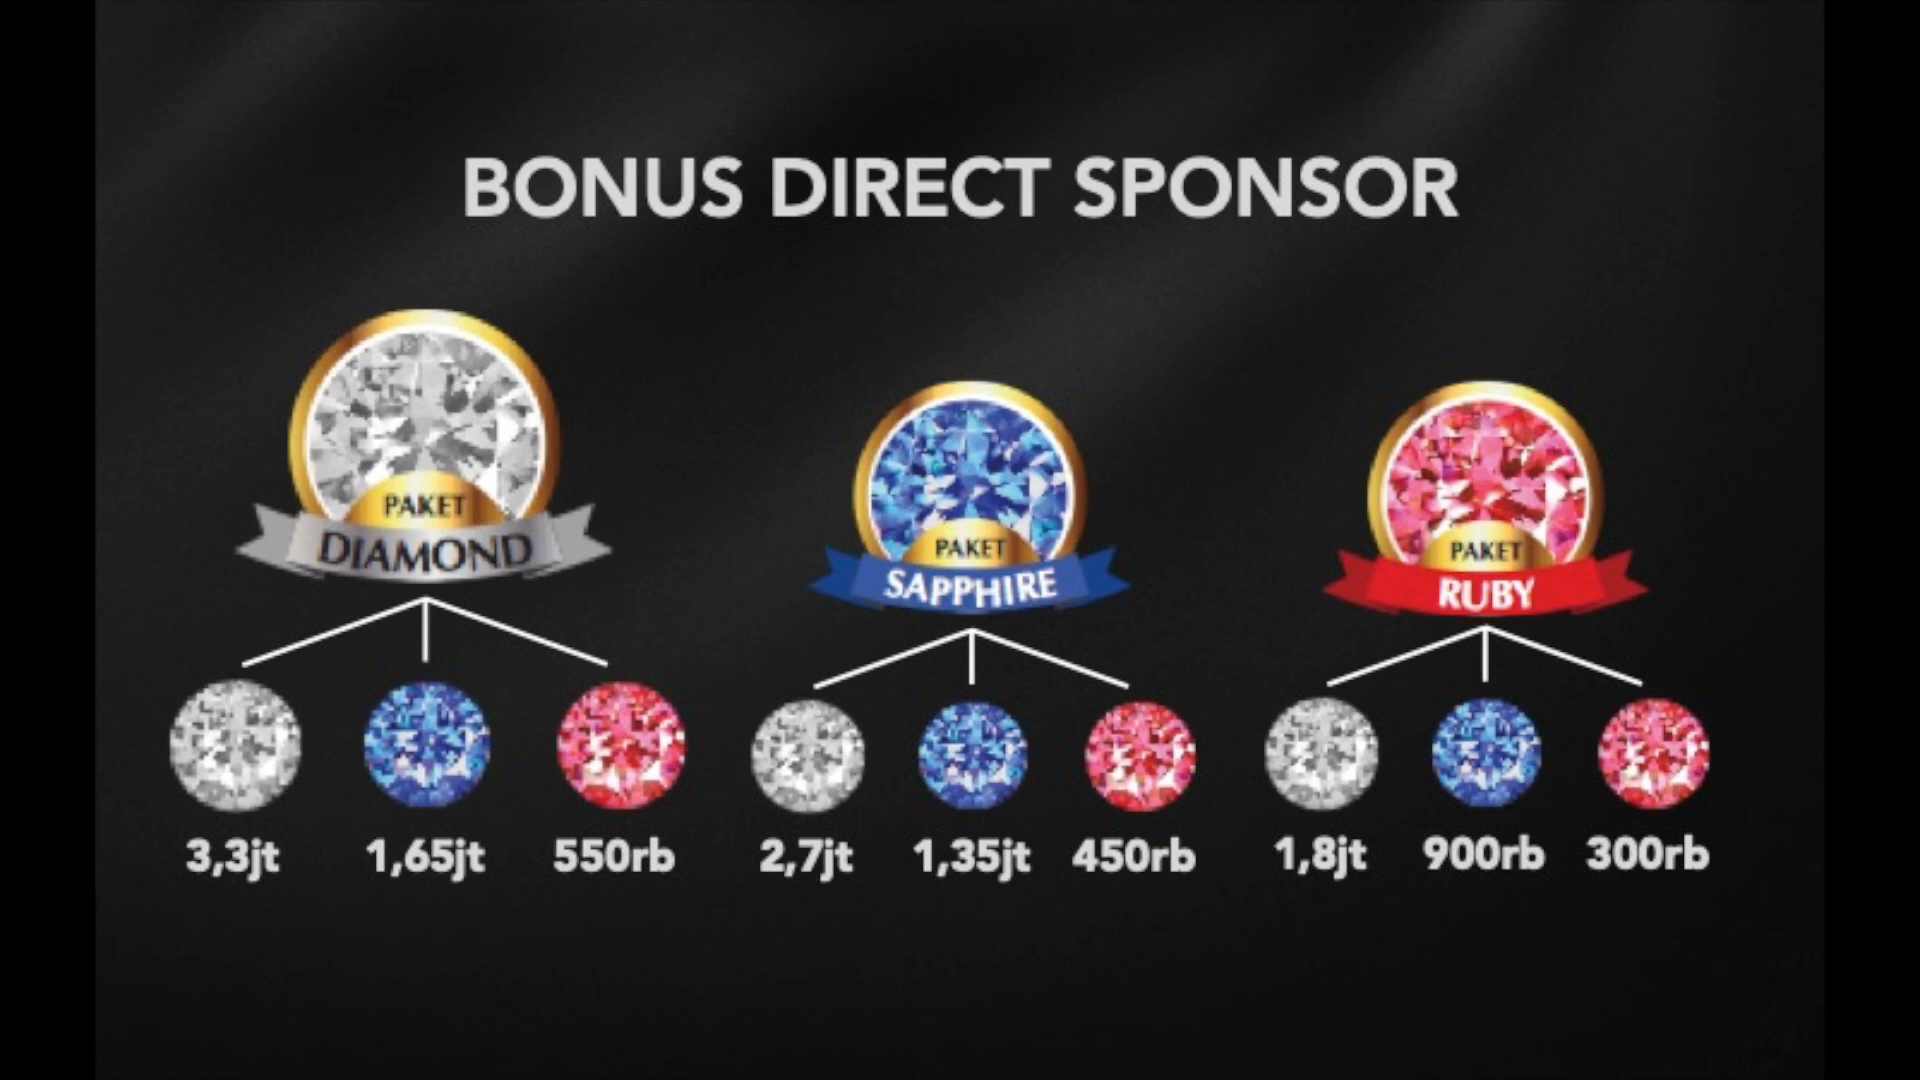 BONUS DIRECT SPONSOR
PAKET
DIAMOND
3,3jt 1,65jt 550rb
PAKET
SAPPHIRE
2,7jt 1,35jt 450rb
PAKET
RUBY
1,8jt 900rb 300rb